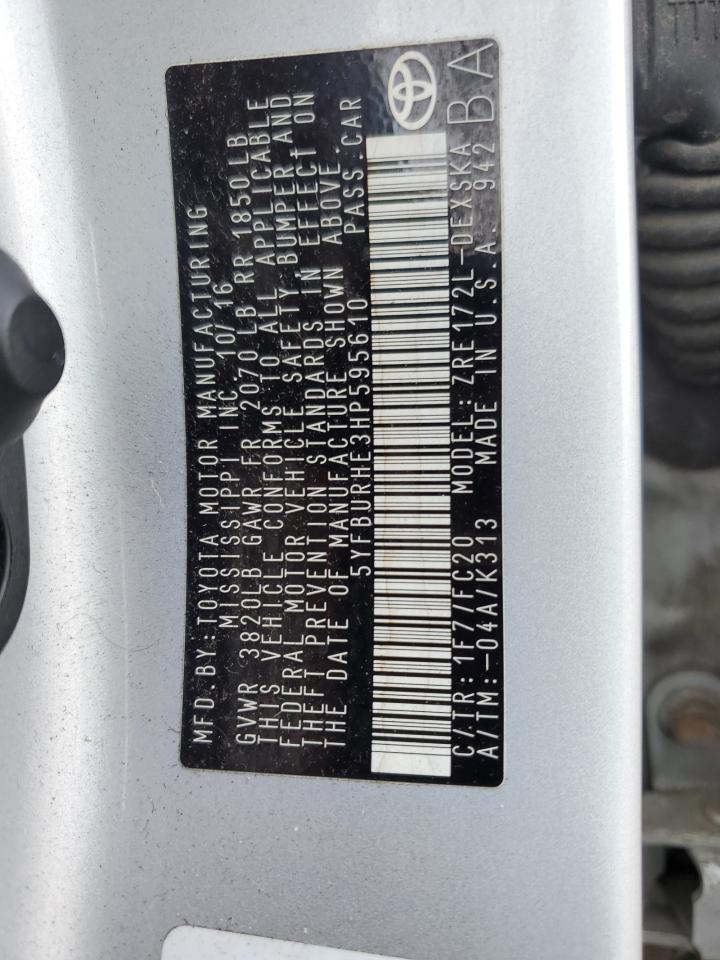 MFD.BY:TOYOTA MOTOR MANUFACTURING
MISSISSIPPI INC 10/16
GVWR 3820LB GAWR FR 2070LB RR 1850LB
THIS VEHICLE CONFORMS TO ALL APPLICABLE
FEDERAL MOTOR VEHICLE SAFETY, BUMPER AND
THEFT PREVENTION STANDARDS IN EFFECT ON
THE DATE OF MANUFACTURE SHOWN ABOVE.
5YFBURHE3HP595610 PASS.CAR
C/TR:1F7/FC20 MODEL:ZRE172L-DEXSKA
A/TM:-04A/K313 MADE IN U.S.A. 942 BA